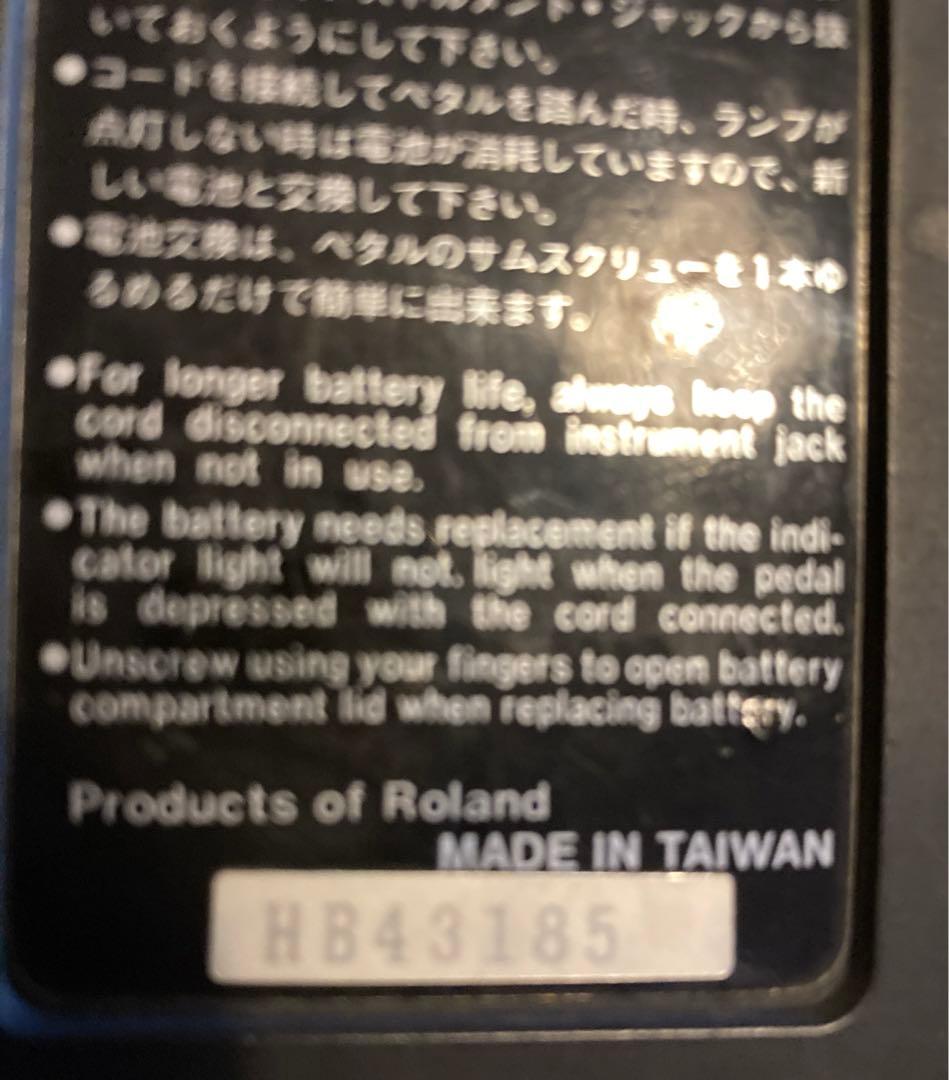 ト・ジャックから抜
いておくようにして下さい。
●コードを接続してペダルを踏んだ時、ランプが
点灯しない時は電池が消耗していますので、新
しい電池と交換して下さい。
●電池交換は、ペダルのサムスクリューを1本ゆ
るめるだけで簡単に出来ます。
●For longer battery life, always keep the
cord disconnected from instrument jack
when not in use.
●The battery needs replacement if the indi-
cator light will not light when the pedal
is depressed with the cord connected.
●Unscrew using your fingers to open battery
compartment lid when replacing battery.
Products of Roland
MADE IN TAIWAN
HB43185